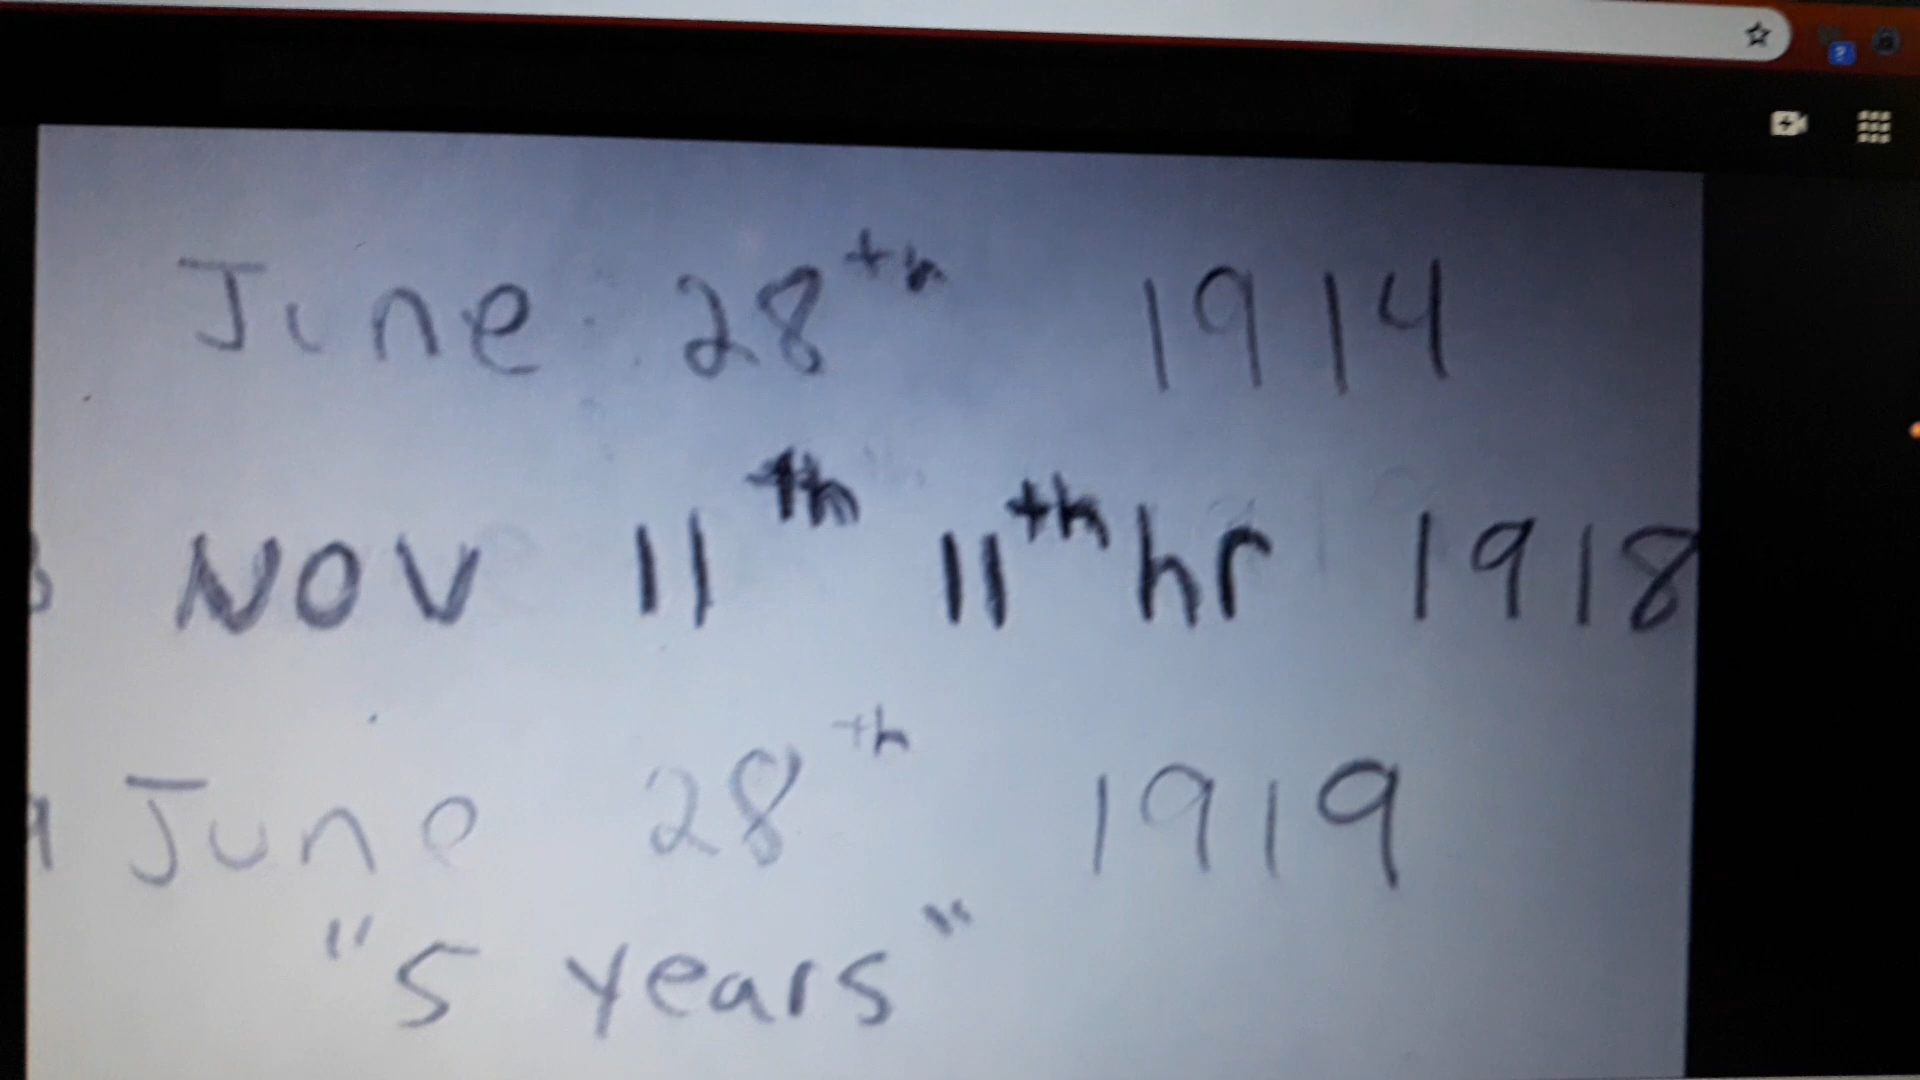 June 28th 1914
NOV 11th 11th hr 1918
June 28th 1919
"5 years"